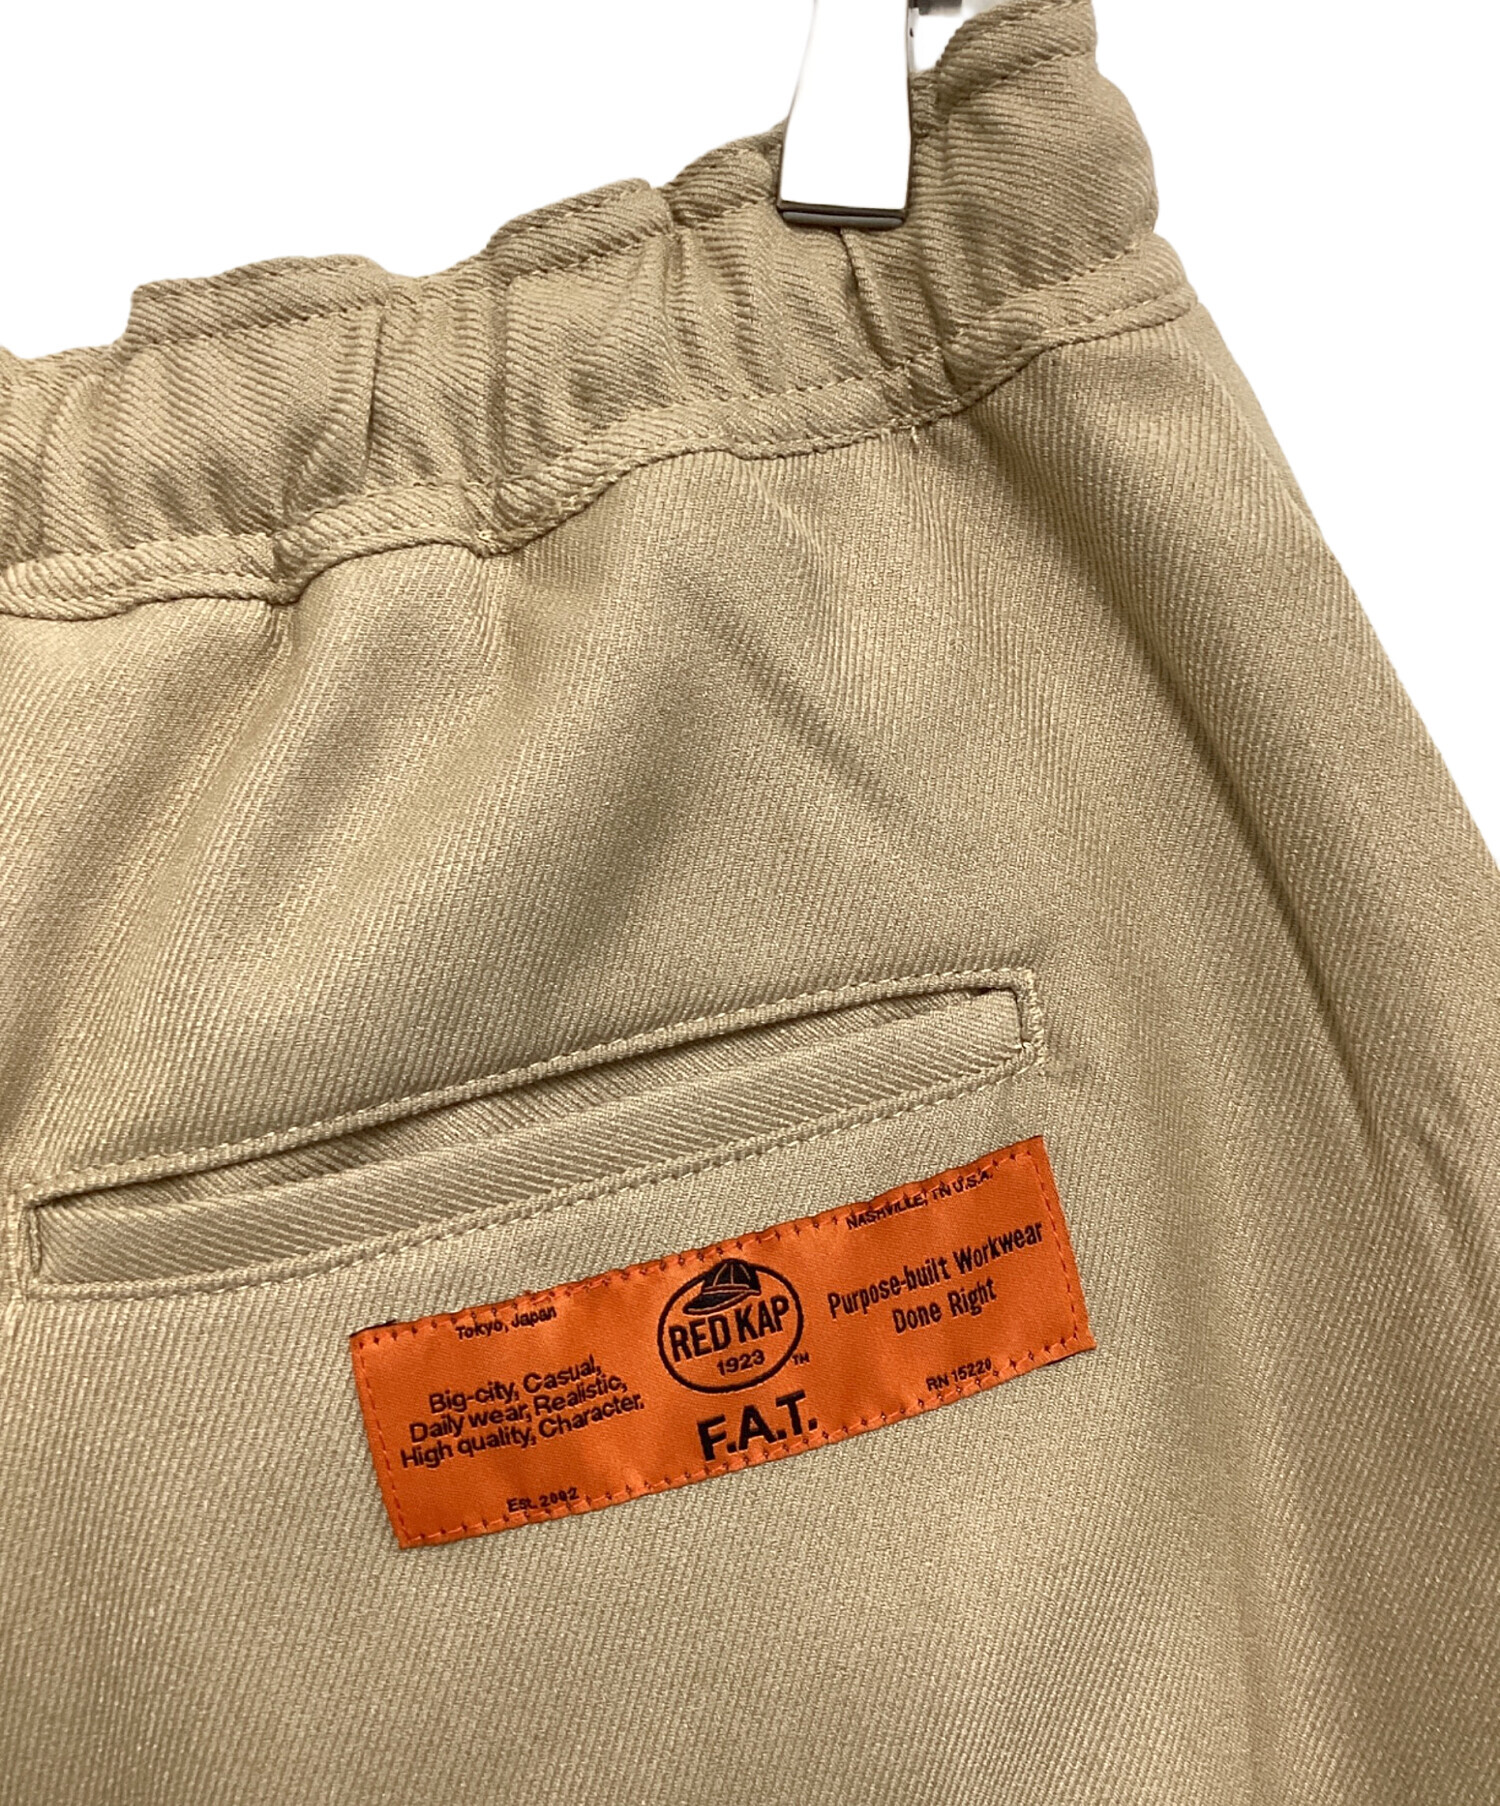 Tokyo, Japan
Big-city, Casual,
Daily wear, Realistic,
High quality, Character.
Est. 2002
RED KAP
1923
TM
F.A.T.
NASHVILLE, TN U.S.A.
Purpose-built Workwear
Done Right
RN 15220